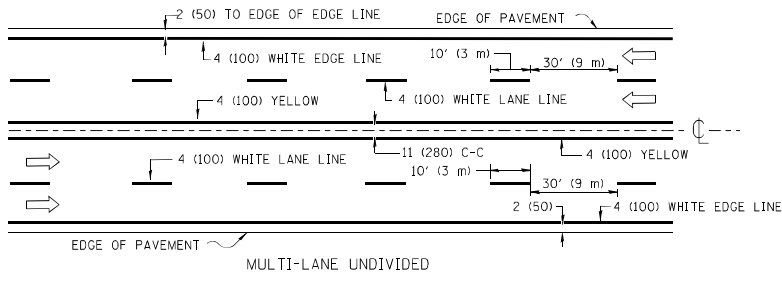 2 (50) TO EDGE OF EDGE LINE
EDGE OF PAVEMENT
4 (100) WHITE EDGE LINE
10' (3 m)
30' (9 m)
4 (100) YELLOW
4 (100) WHITE LANE LINE
CL
4 (100) WHITE LANE LINE
11 (280) C-C
4 (100) YELLOW
10' (3 m)
30' (9 m)
2 (50)
4 (100) WHITE EDGE LINE
EDGE OF PAVEMENT
MULTI-LANE UNDIVIDED